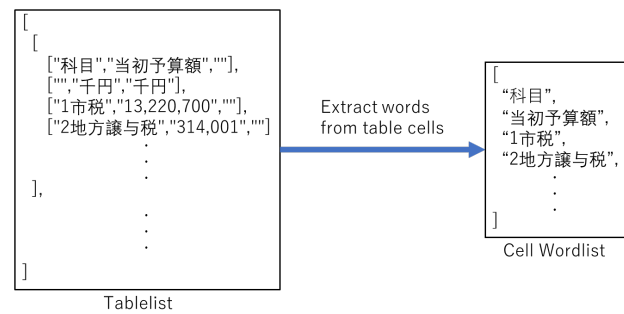 [
[
["科目","当初予算額",""],
["","千円","千円"],
["1市税","13,220,700",""],
["2地方譲与税","314,001",""]
.
.
.
],
.
.
.
]
Tablelist
Extract words
from table cells
[
“科目”,
“当初予算額”,
“1市税”,
“2地方譲与税”,
.
.
.
]
Cell Wordlist